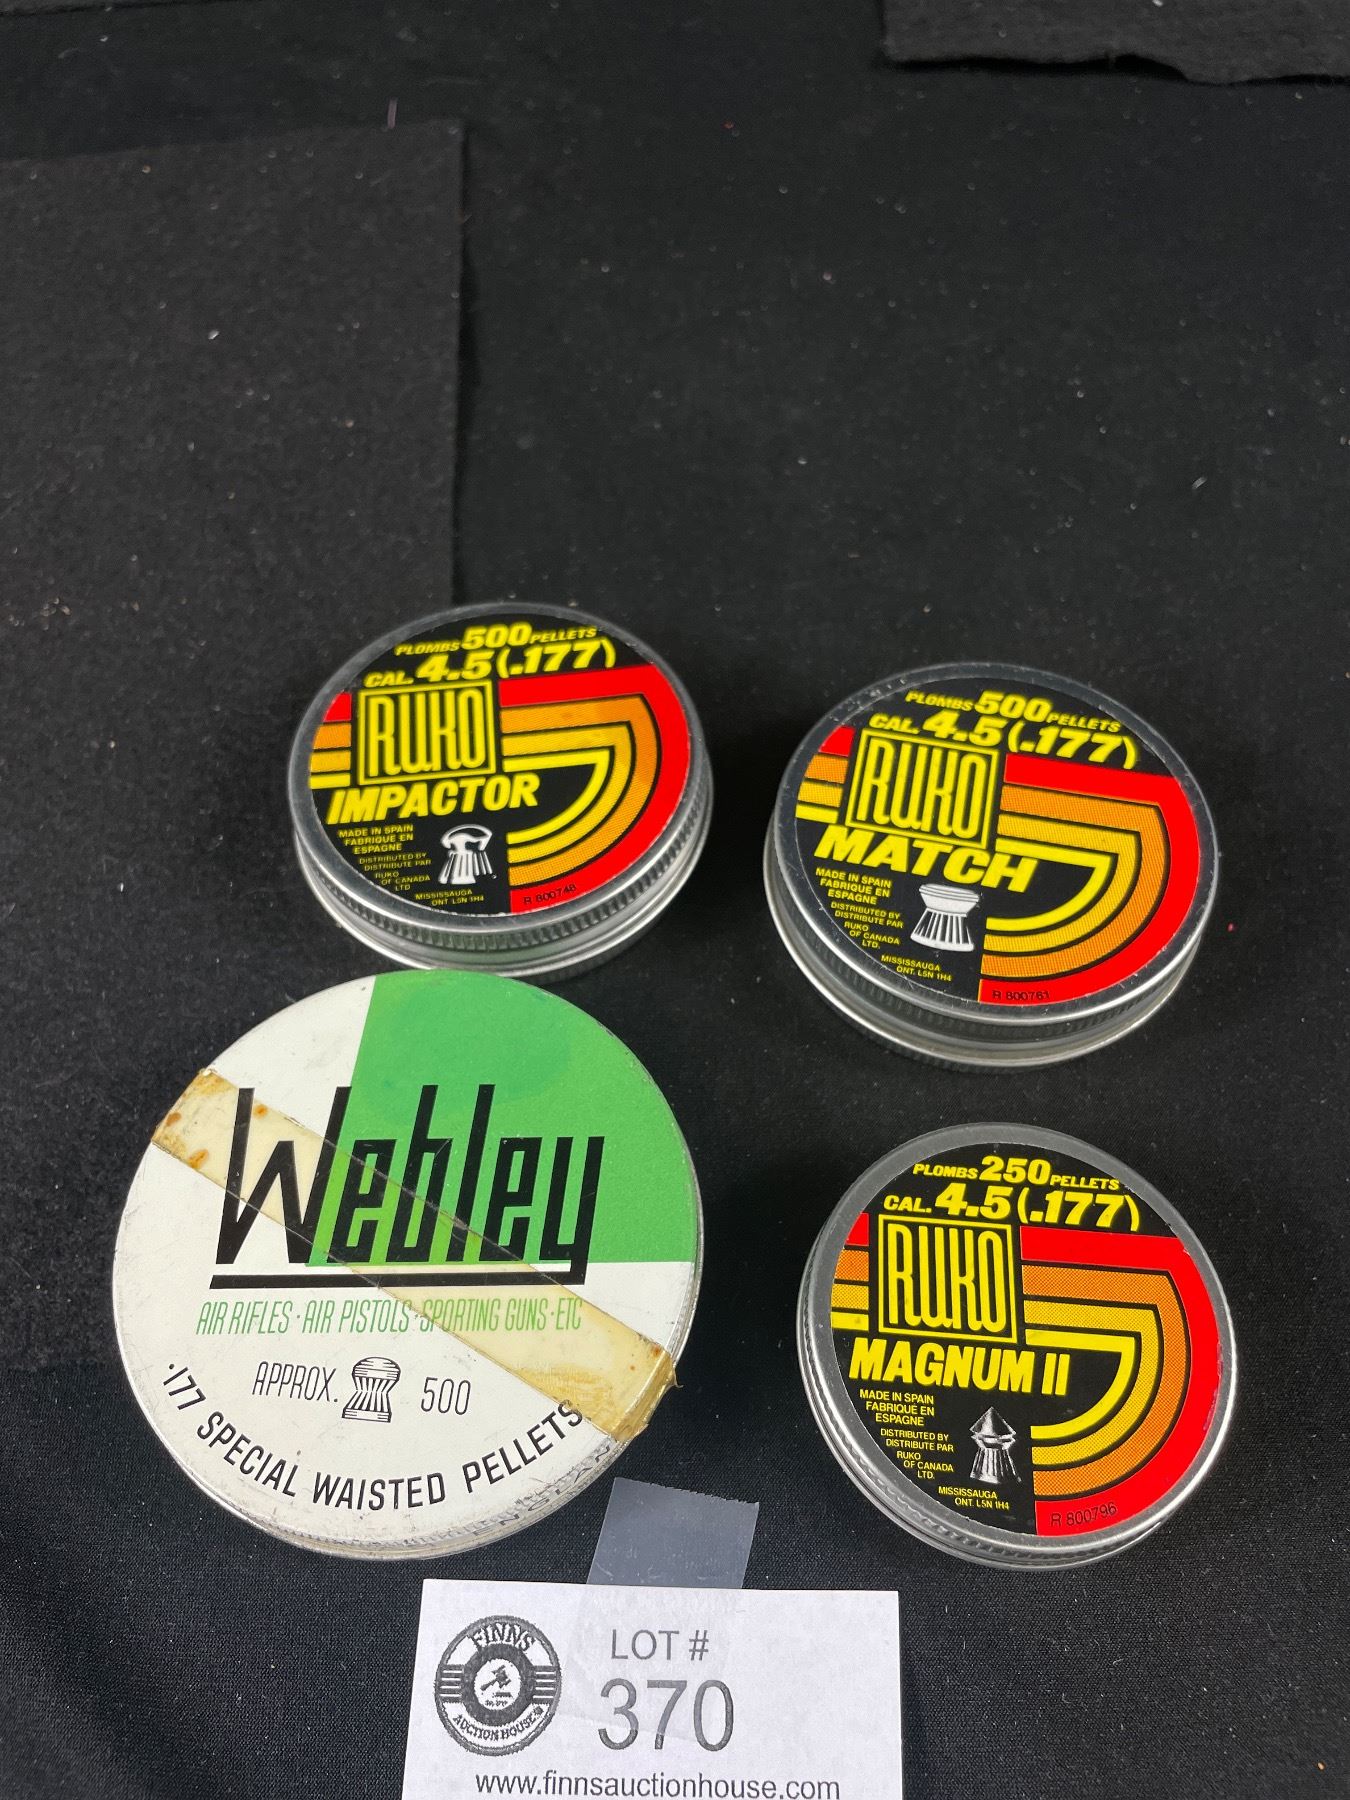 PLOMBS 500 PELLETS
CAL. 4.5 (.177)
RUKO
IMPACTOR
MADE IN SPAIN
FABRIQUE EN
ESPAGNE
DISTRIBUTED BY
DISTRIBUTE PAR
RUKO
OF CANADA
LTD
MISSISSAUGA
ONT L5N 1H4
R 800748
PLOMBS 500 PELLETS
CAL. 4.5 (.177)
RUKO
MATCH
MADE IN SPAIN
FABRIQUE EN
ESPAGNE
DISTRIBUTED BY
DISTRIBUTE PAR
RUKO
OF CANADA
LTD.
MISSISSAUGA
ONT. L5N 1H4
R 800761
Webley
AIR RIFLES · AIR PISTOLS · SPORTING GUNS · ETC
APPROX. 500
.177 SPECIAL WAISTED PELLETS
PLOMBS 250 PELLETS
CAL. 4.5 (.177)
RUKO
MAGNUM II
MADE IN SPAIN
FABRIQUE EN
ESPAGNE
DISTRIBUTED BY
DISTRIBUTE PAR
RUKO
OF CANADA
LTD.
MISSISSAUGA
ONT. L5N 1H4
R 800796
FINNS
AUCTION HOUSE
LOT #
370
www.finnsauctionhouse.com